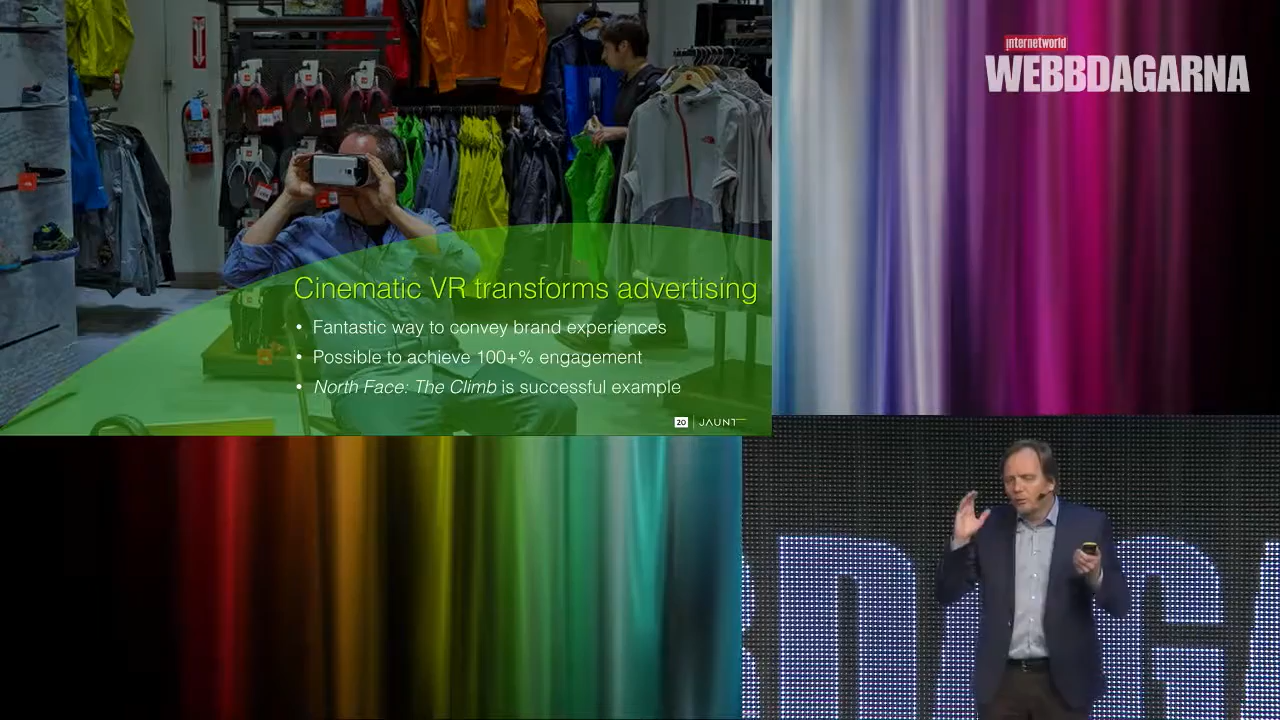 internetworld
WEBBDAGARNA
Cinematic VR transforms advertising
• Fantastic way to convey brand experiences
• Possible to achieve 100+% engagement
• North Face: The Climb is successful example
20 | JAUNT